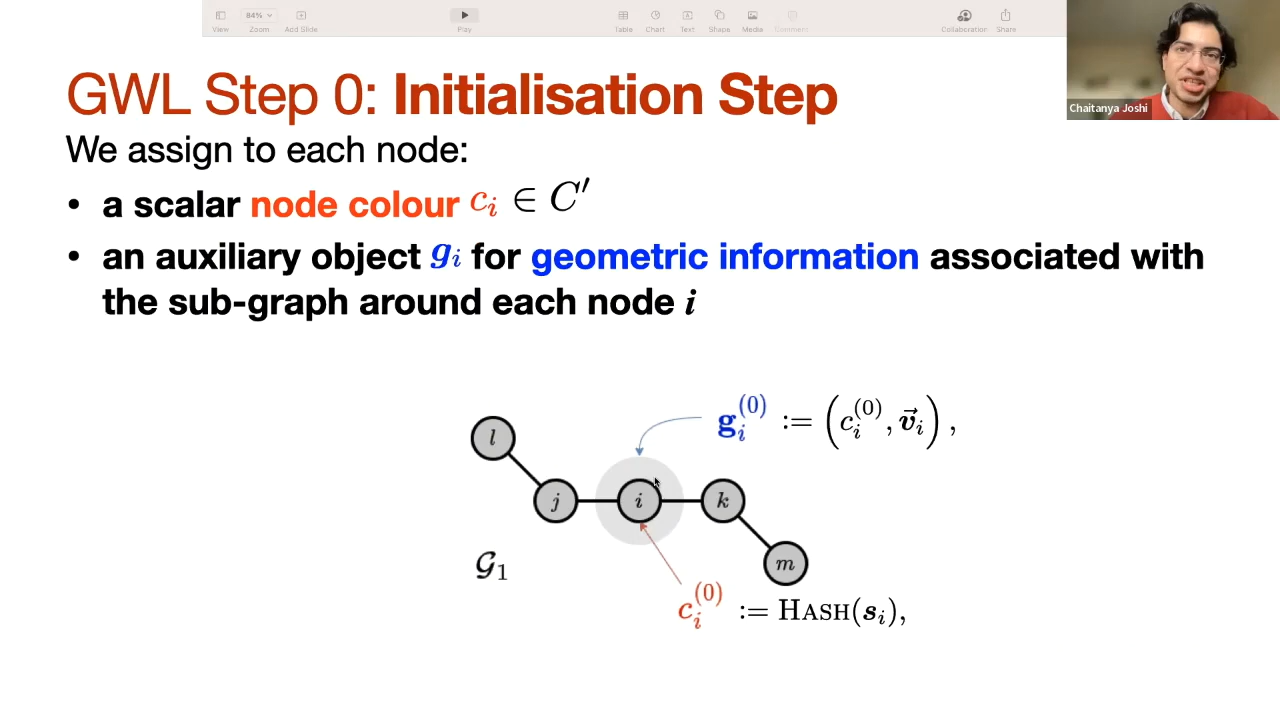 View
84%
Zoom
Add Slide
Play
Table
Chart
Text
Shape
Media
Comment
Collaboration
Share
Chaitanya Joshi
GWL Step 0: Initialisation Step
We assign to each node:
• a scalar node colour c_i ∈ C′
• an auxiliary object g_i for geometric information associated with
the sub-graph around each node i
g_i^{(0)} := (c_i^{(0)}, \vec{v}_i),
l
j
i
k
m
𝒢_1
c_i^{(0)} := HASH(s_i),